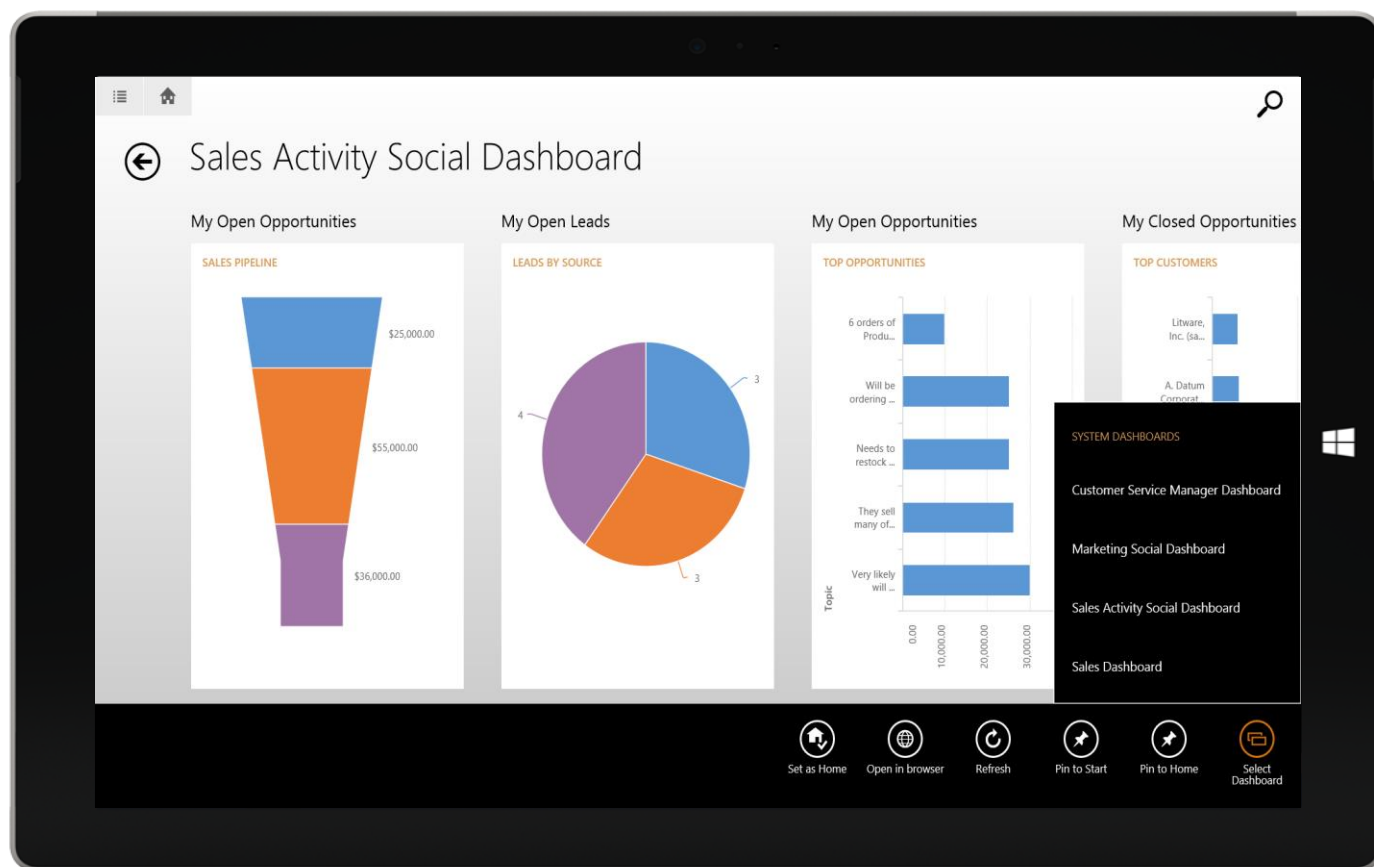 Sales Activity Social Dashboard
My Open Opportunities
SALES PIPELINE
$25,000.00
$55,000.00
$36,000.00
My Open Leads
LEADS BY SOURCE
3
4
3
My Open Opportunities
TOP OPPORTUNITIES
6 orders of
Produ...
Will be
ordering ...
Needs to
restock ...
They sell
many of...
Very likely
will ...
Topic
0.00
10,000.00
20,000.00
30,000.00
My Closed Opportunities
TOP CUSTOMERS
Litware,
Inc. (sa...
A. Datum
Corporat...
SYSTEM DASHBOARDS
Customer Service Manager Dashboard
Marketing Social Dashboard
Sales Activity Social Dashboard
Sales Dashboard
Set as Home
Open in browser
Refresh
Pin to Start
Pin to Home
Select
Dashboard